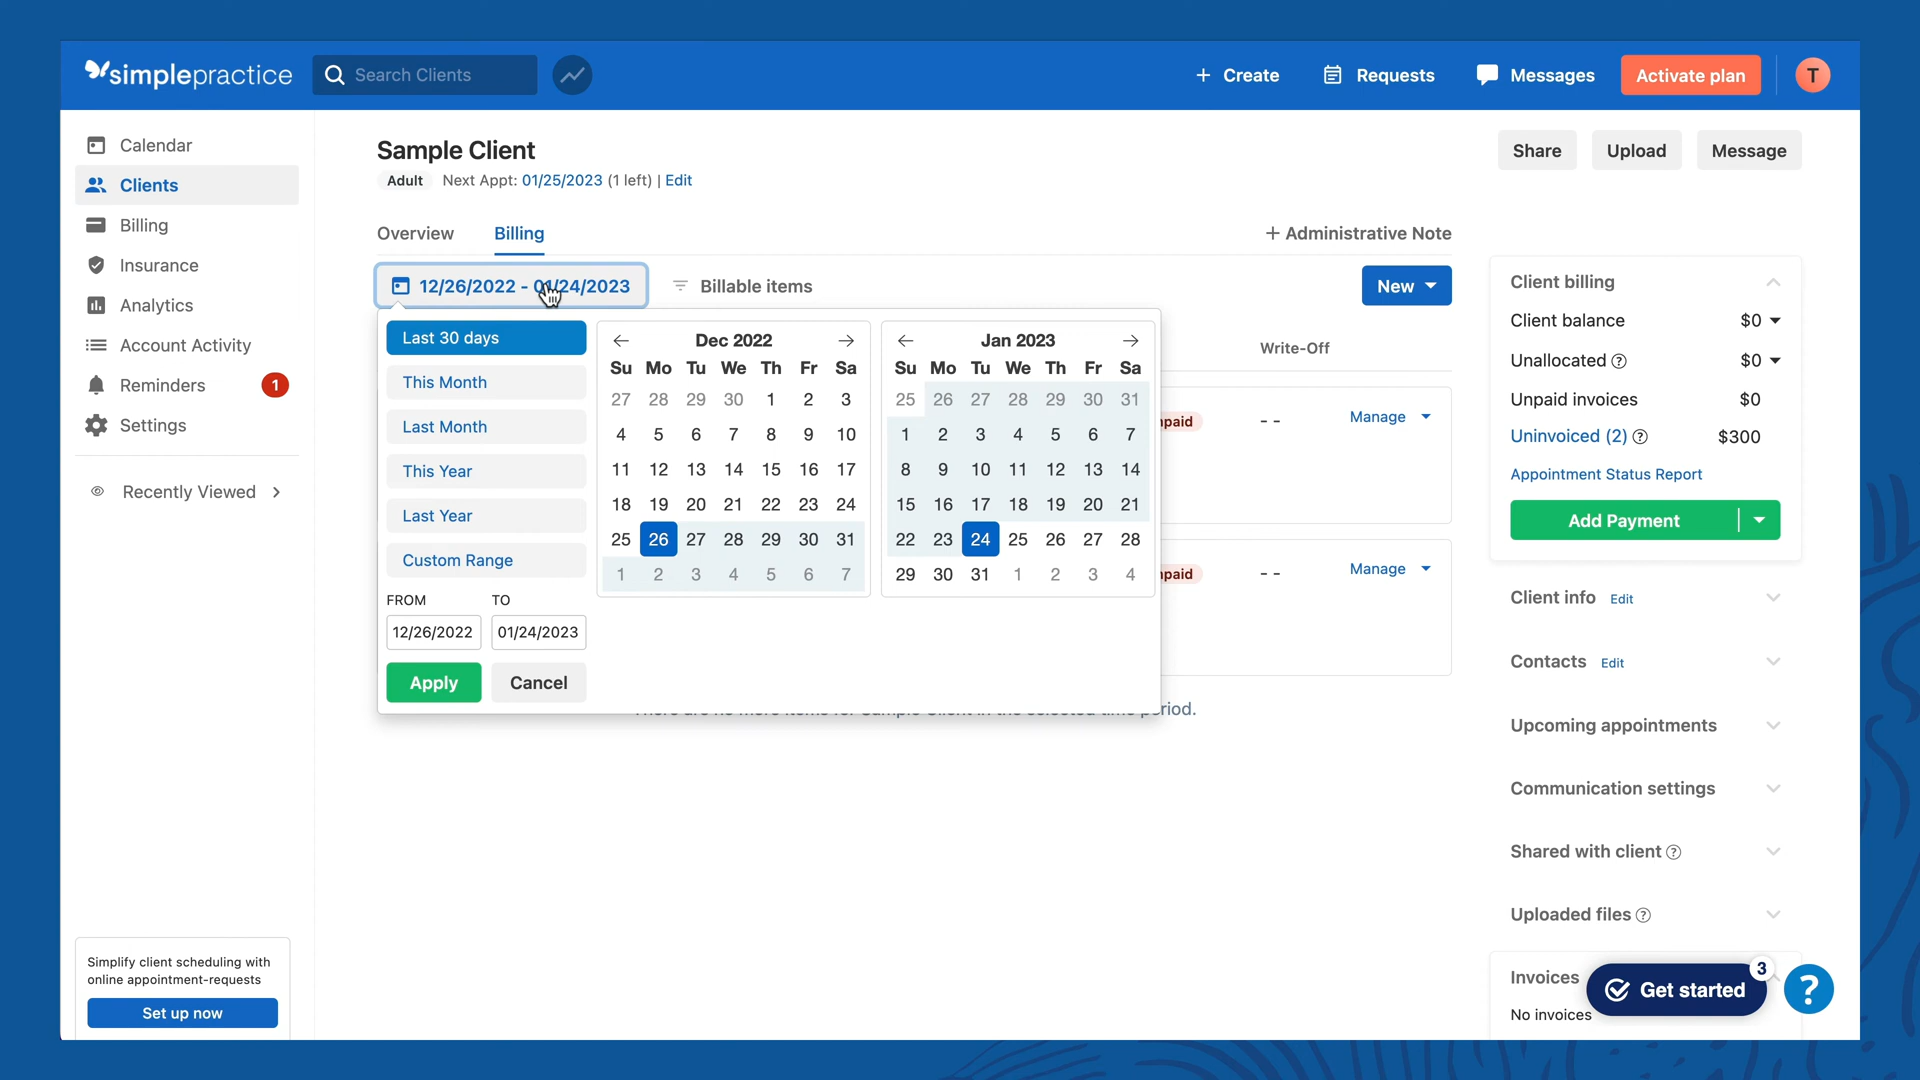 simplepractice
Search Clients
+ Create
Requests
Messages
Activate plan
T
Calendar
Clients
Billing
Insurance
Analytics
Account Activity
Reminders
1
Settings
Recently Viewed
Simplify client scheduling with
online appointment-requests
Set up now
Sample Client
Adult Next Appt: 01/25/2023 (1 left) | Edit
Share
Upload
Message
Overview
Billing
+ Administrative Note
12/26/2022 - 01/24/2023
Billable items
New
Last 30 days
This Month
Last Month
This Year
Last Year
Custom Range
FROM TO
12/26/2022 01/24/2023
Apply
Cancel
Dec 2022
Su Mo Tu We Th Fr Sa
27 28 29 30 1 2 3
4 5 6 7 8 9 10
11 12 13 14 15 16 17
18 19 20 21 22 23 24
25 26 27 28 29 30 31
1 2 3 4 5 6 7
Jan 2023
Su Mo Tu We Th Fr Sa
25 26 27 28 29 30 31
1 2 3 4 5 6 7
8 9 10 11 12 13 14
15 16 17 18 19 20 21
22 23 24 25 26 27 28
29 30 31 1 2 3 4
Write-Off
- - Manage
- - Manage
Client billing
Client balance $0
Unallocated ? $0
Unpaid invoices $0
Uninvoiced (2) ? $300
Appointment Status Report
Add Payment
Client info Edit
Contacts Edit
Upcoming appointments
Communication settings
Shared with client ?
Uploaded files ?
Invoices
No invoices
Get started
3
?